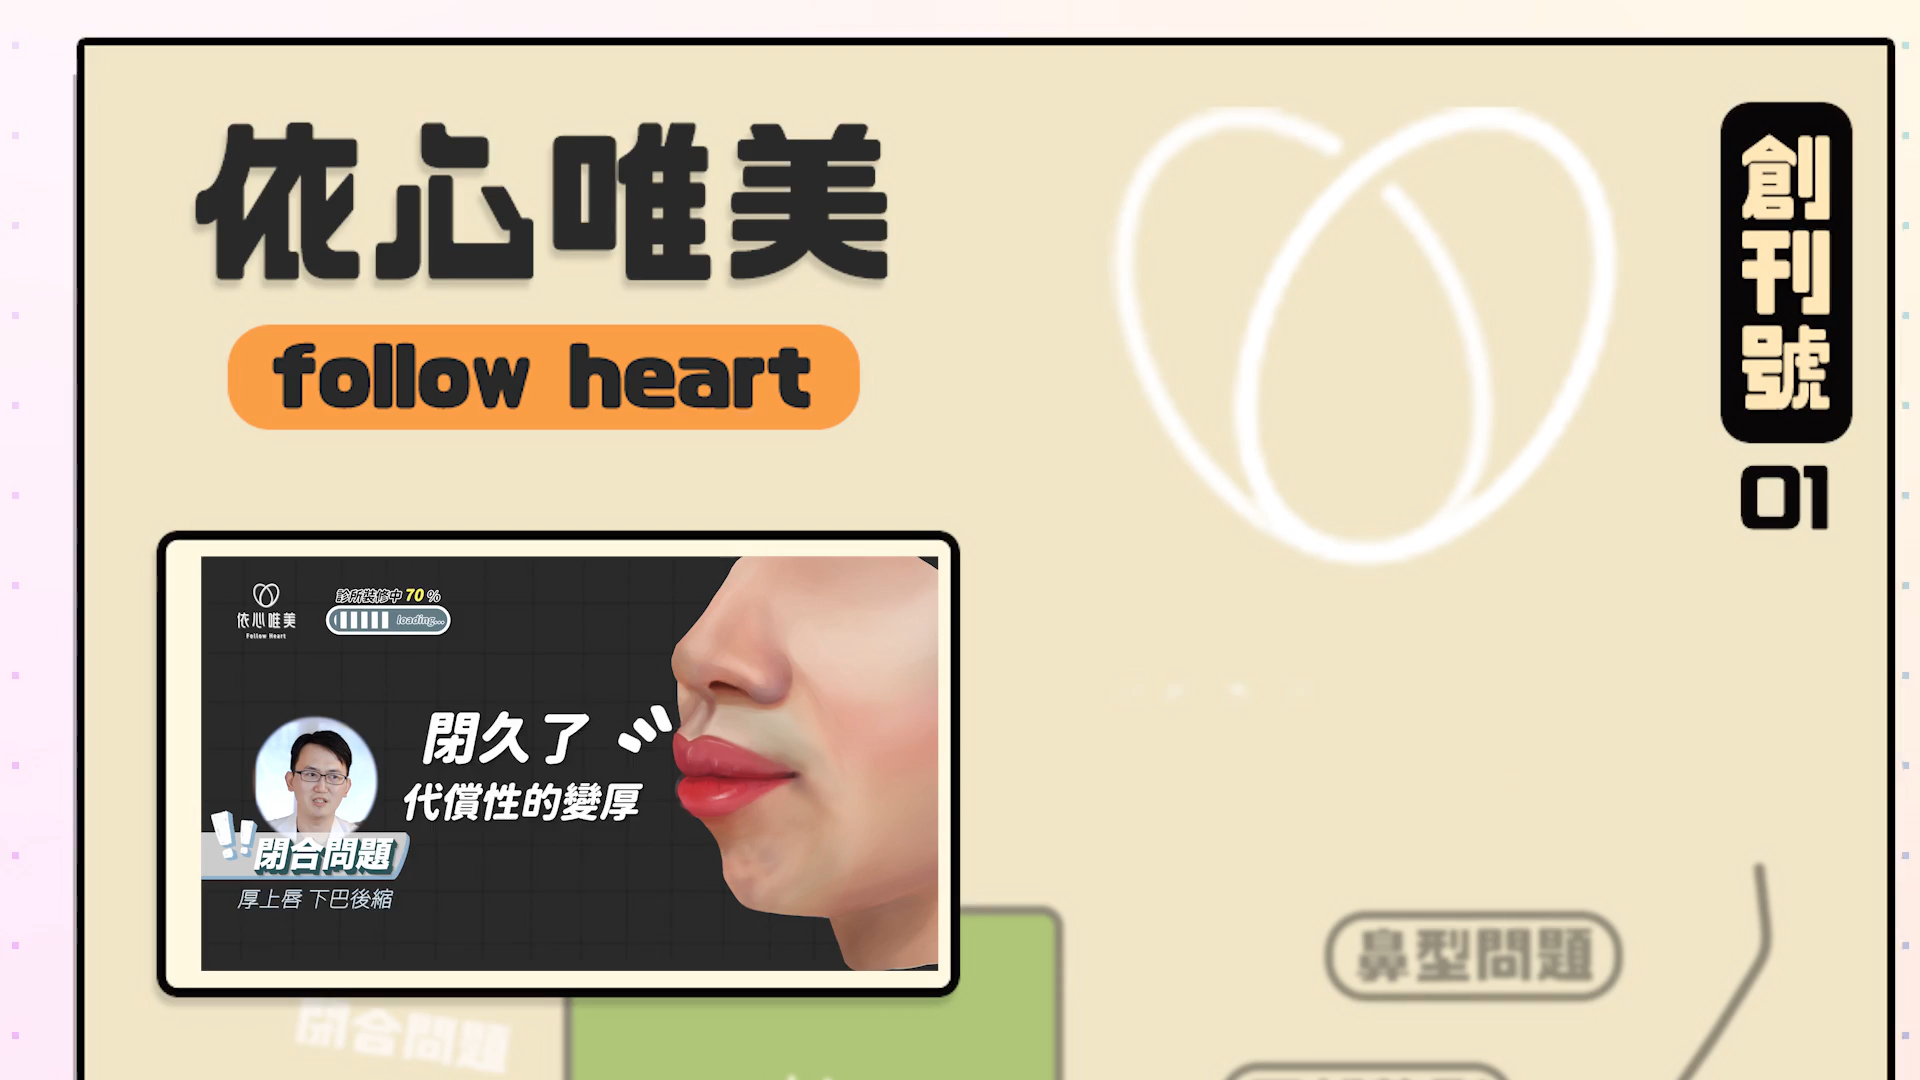 依心唯美
follow heart
創刊號
01
依心唯美
Follow Heart
診所裝修中 70 %
loading...
閉久了
代償性的變厚
閉合問題
厚上唇 下巴後縮
鼻型問題
閉合問題